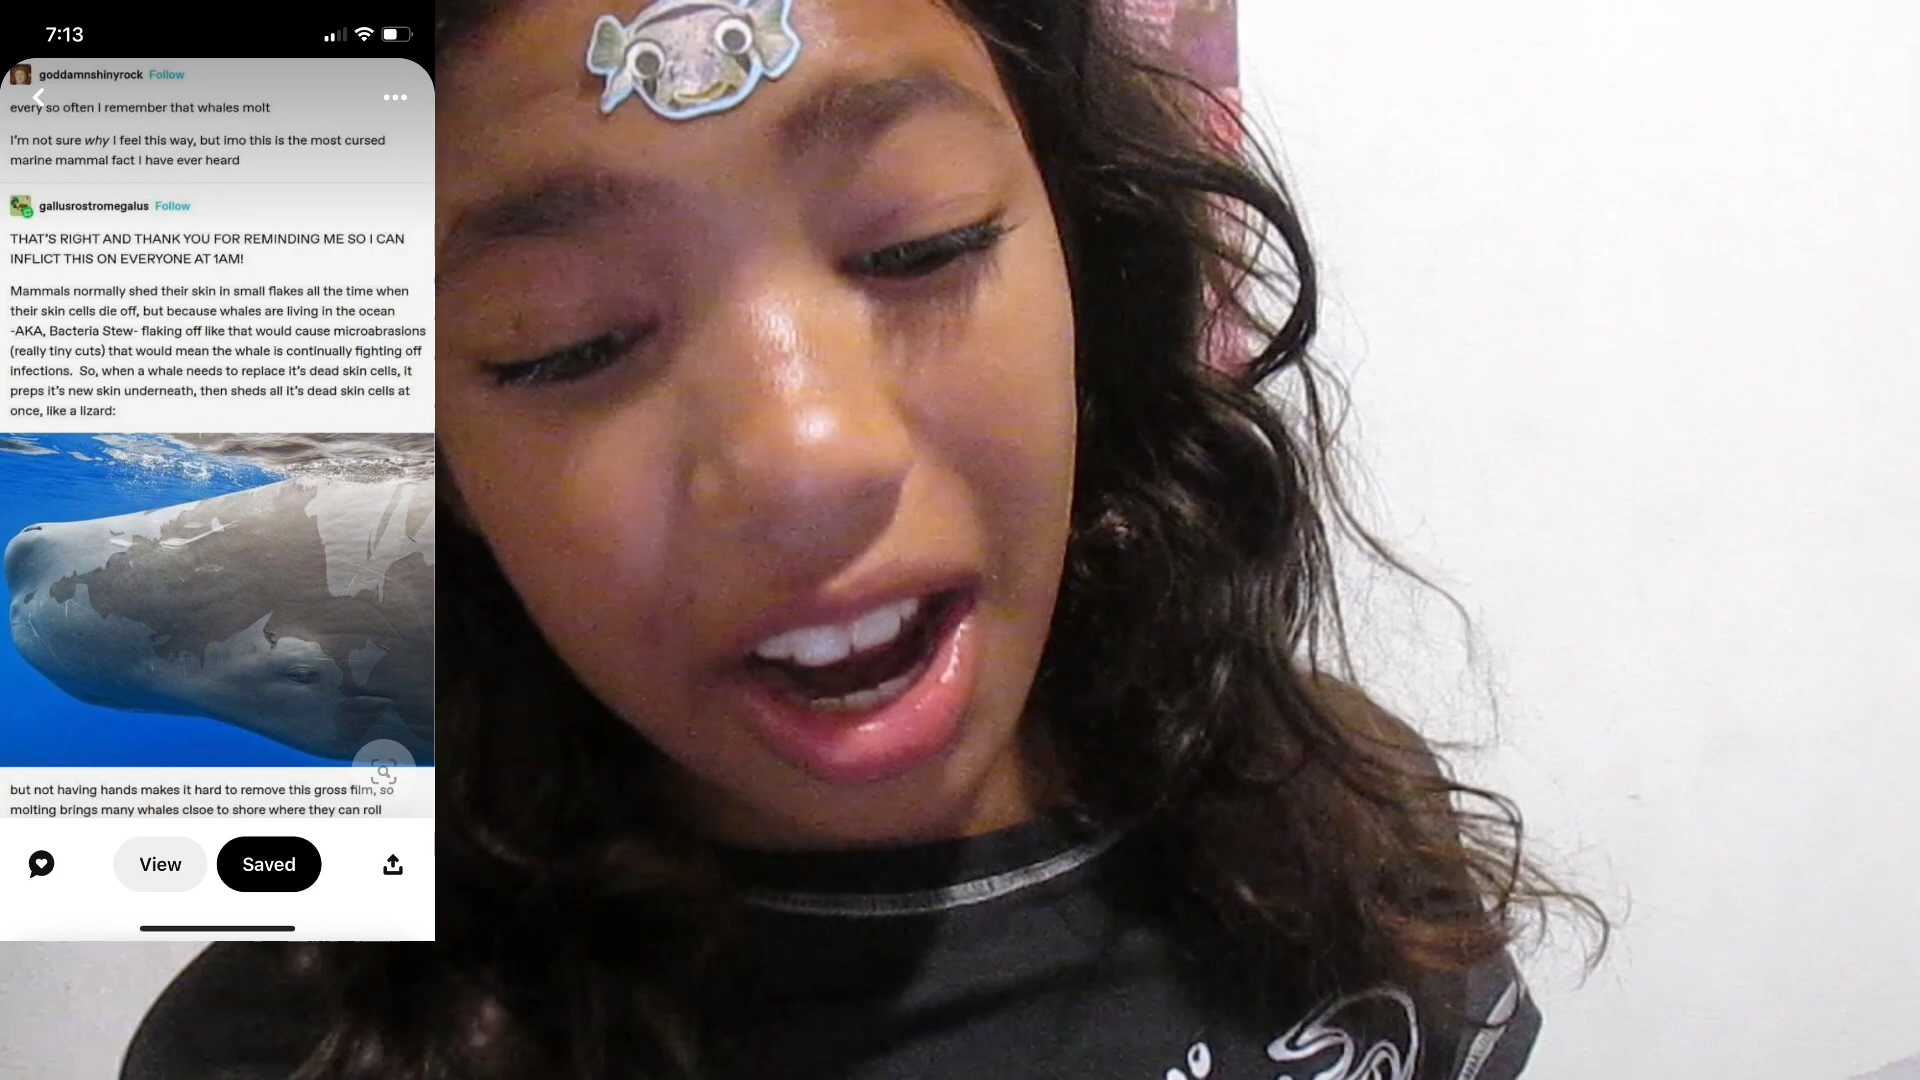 7:13
goddamnshinyrock Follow
every so often I remember that whales molt
I'm not sure why I feel this way, but imo this is the most cursed
marine mammal fact I have ever heard
gallusrostromegalus Follow
THAT'S RIGHT AND THANK YOU FOR REMINDING ME SO I CAN
INFLICT THIS ON EVERYONE AT 1AM!
Mammals normally shed their skin in small flakes all the time when
their skin cells die off, but because whales are living in the ocean
-AKA, Bacteria Stew- flaking off like that would cause microabrasions
(really tiny cuts) that would mean the whale is continually fighting off
infections. So, when a whale needs to replace it's dead skin cells, it
preps it's new skin underneath, then sheds all it's dead skin cells at
once, like a lizard:
but not having hands makes it hard to remove this gross film, so
molting brings many whales clsoe to shore where they can roll
View
Saved